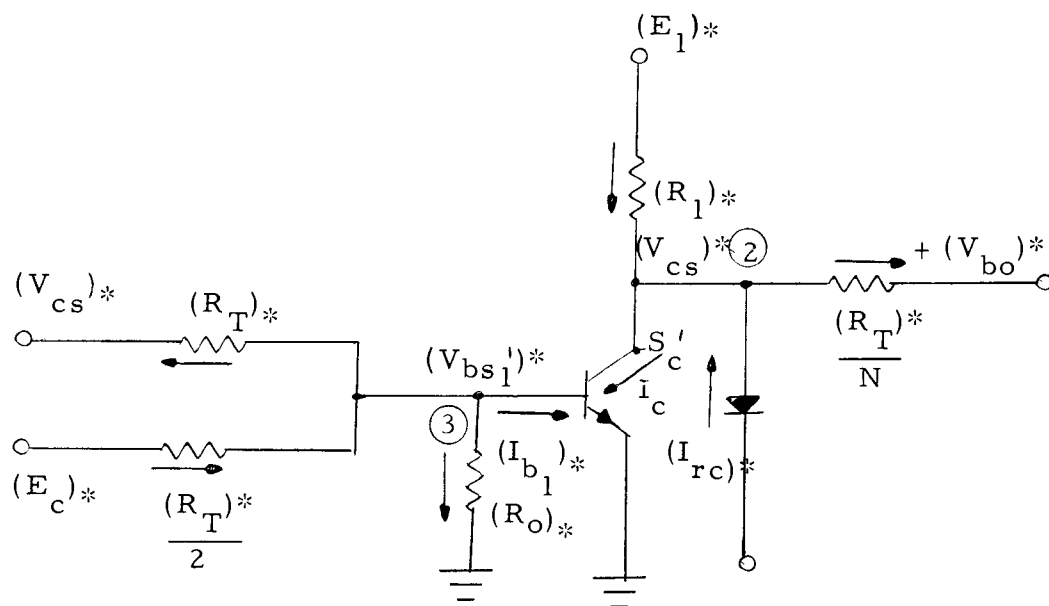 (E1)*
(R1)*
(Vcs)* 2 + (Vbo)*
(Vcs)* (RT)*
(RT)*
N
(Vbs1')* Sc'
ic
3
(Ib1)* (Irc)*
(Ec)* (RT)*
2
(Ro)*